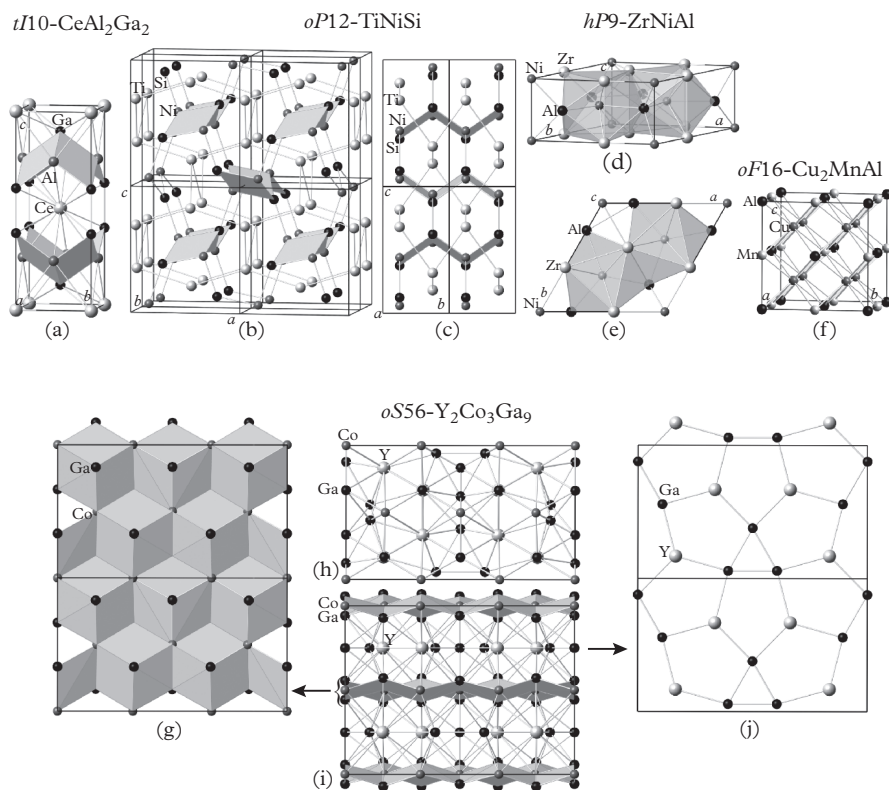 tI10-CeAl₂Ga₂
oP12-TiNiSi
hP9-ZrNiAl
c
Ga
Al
Ce
a
b
(a)
Ti
Si
Ni
c
b
a
(b)
Ti
Ni
Si
c
a
b
(c)
Ni
Zr
c
Al
b
a
(d)
c
a
Al
Zr
b
Ni
(e)
oF16-Cu₂MnAl
Al
c
Cu
Mn
a
b
(f)
oS56-Y₂Co₃Ga₉
Ga
Co
(g)
Co
Y
Ga
(h)
Co
Ga
Y
{
(i)
Ga
Y
(j)